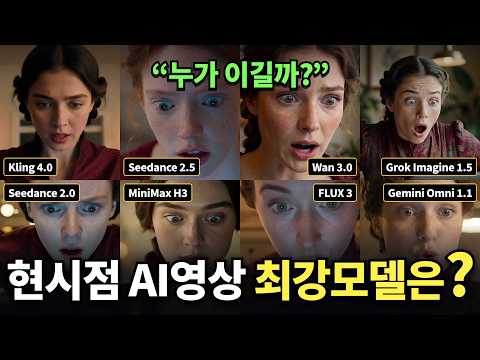 “누가 이길까?”
Kling 4.0
Seedance 2.5
Wan 3.0
Grok Imagine 1.5
Seedance 2.0
MiniMax H3
FLUX 3
Gemini Omni 1.1
현시점 AI영상 최강모델은?